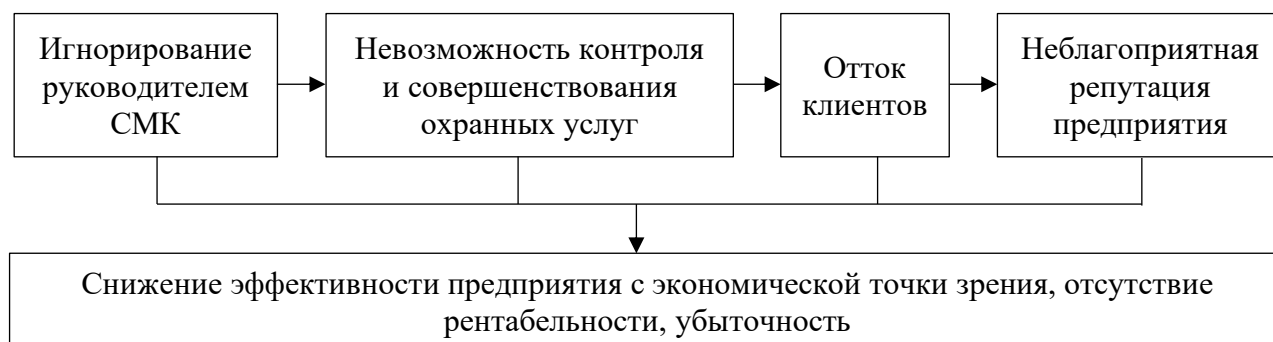 Игнорирование
руководителем
СМК
Невозможность контроля
и совершенствования
охранных услуг
Отток
клиентов
Неблагоприятная
репутация
предприятия
Снижение эффективности предприятия с экономической точки зрения, отсутствие
рентабельности, убыточность